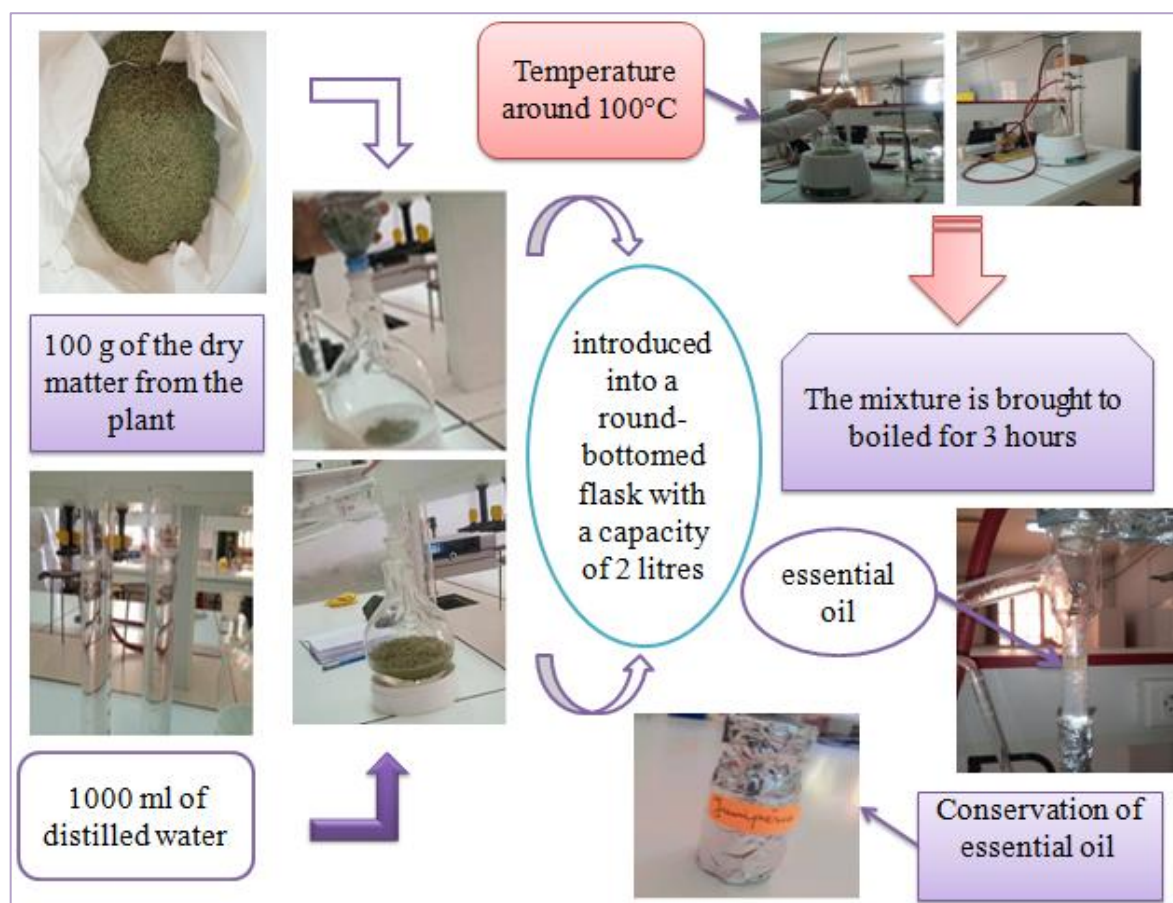 Temperature
around 100°C
100 g of the dry
matter from the
plant
introduced
into a
round-
bottomed
flask with
a capacity
of 2 litres
The mixture is brought to
boiled for 3 hours
1000 ml of
distilled water
essential
oil
Conservation of
essential oil